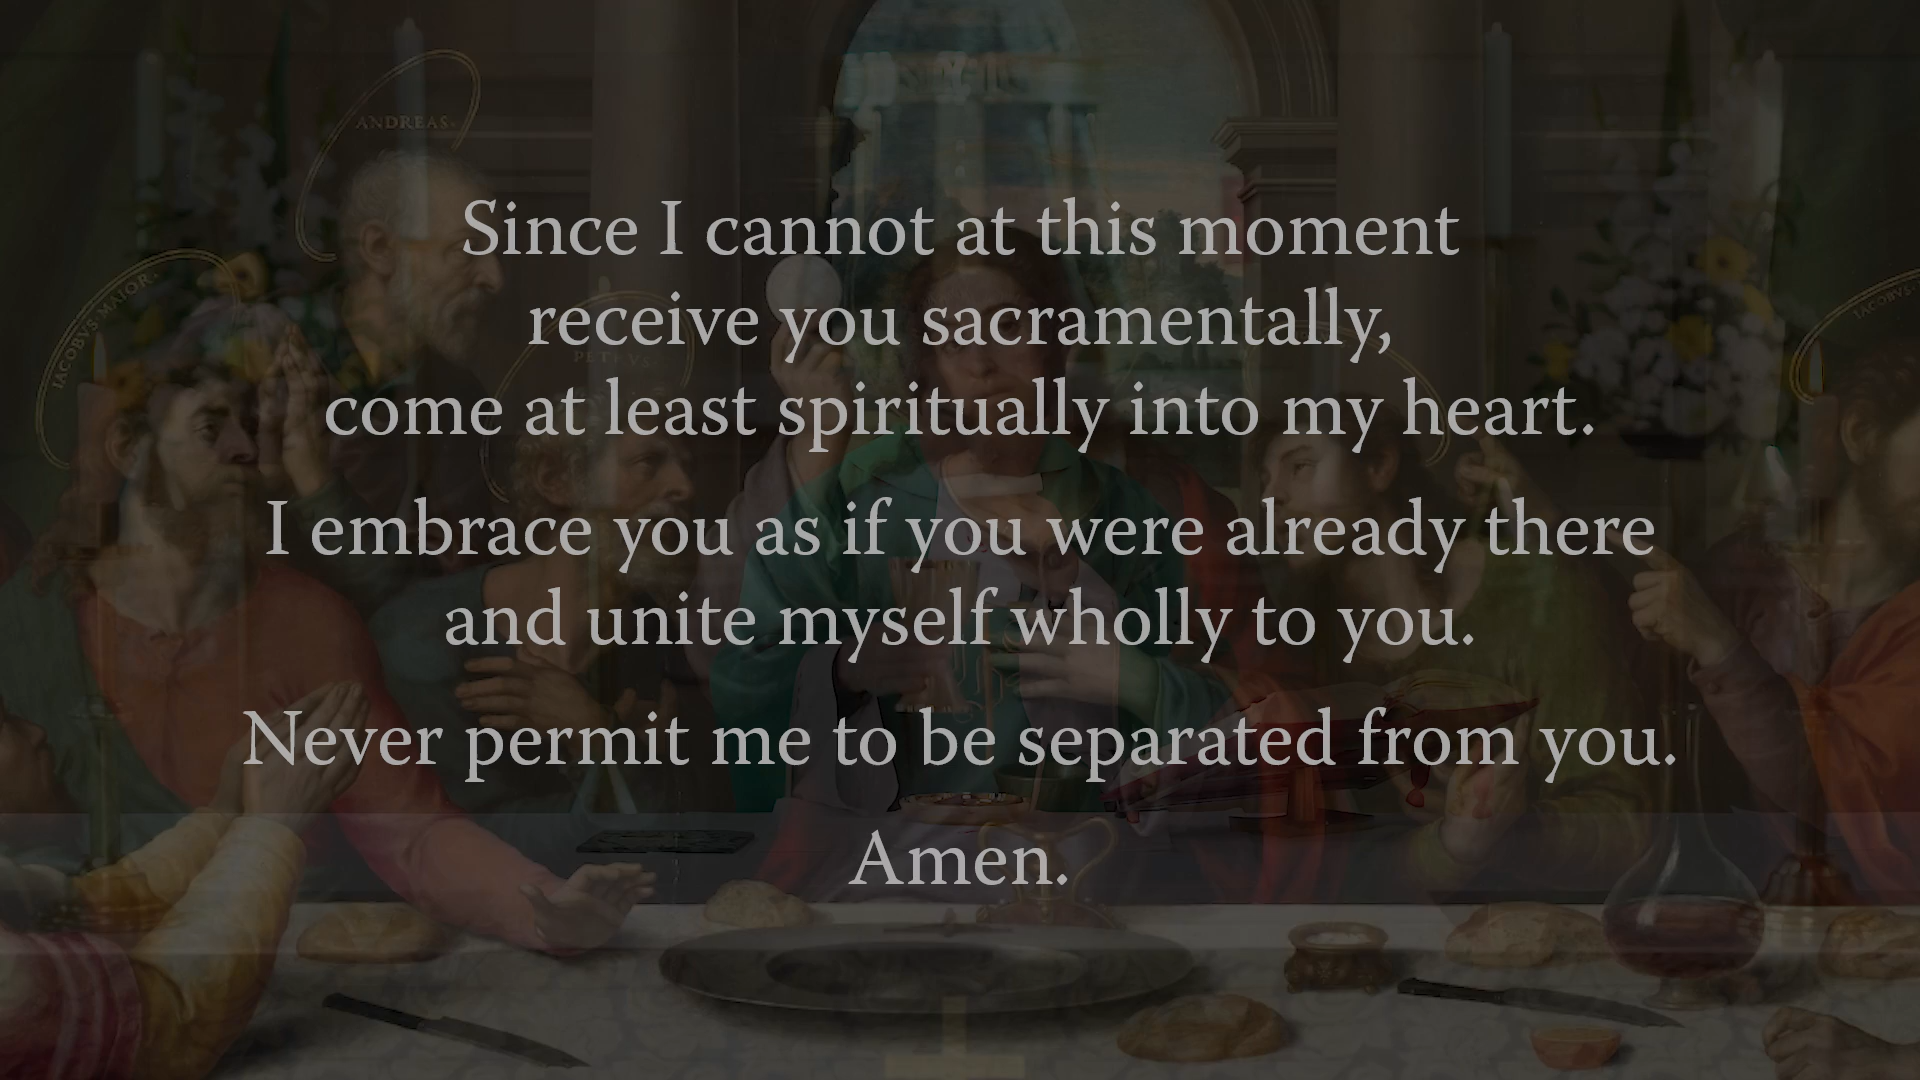 ANDREAS·
IACOBVS MAIOR·
PETRVS·
IACOBVS·
Since I cannot at this moment
receive you sacramentally,
come at least spiritually into my heart.
I embrace you as if you were already there
and unite myself wholly to you.
Never permit me to be separated from you.
Amen.